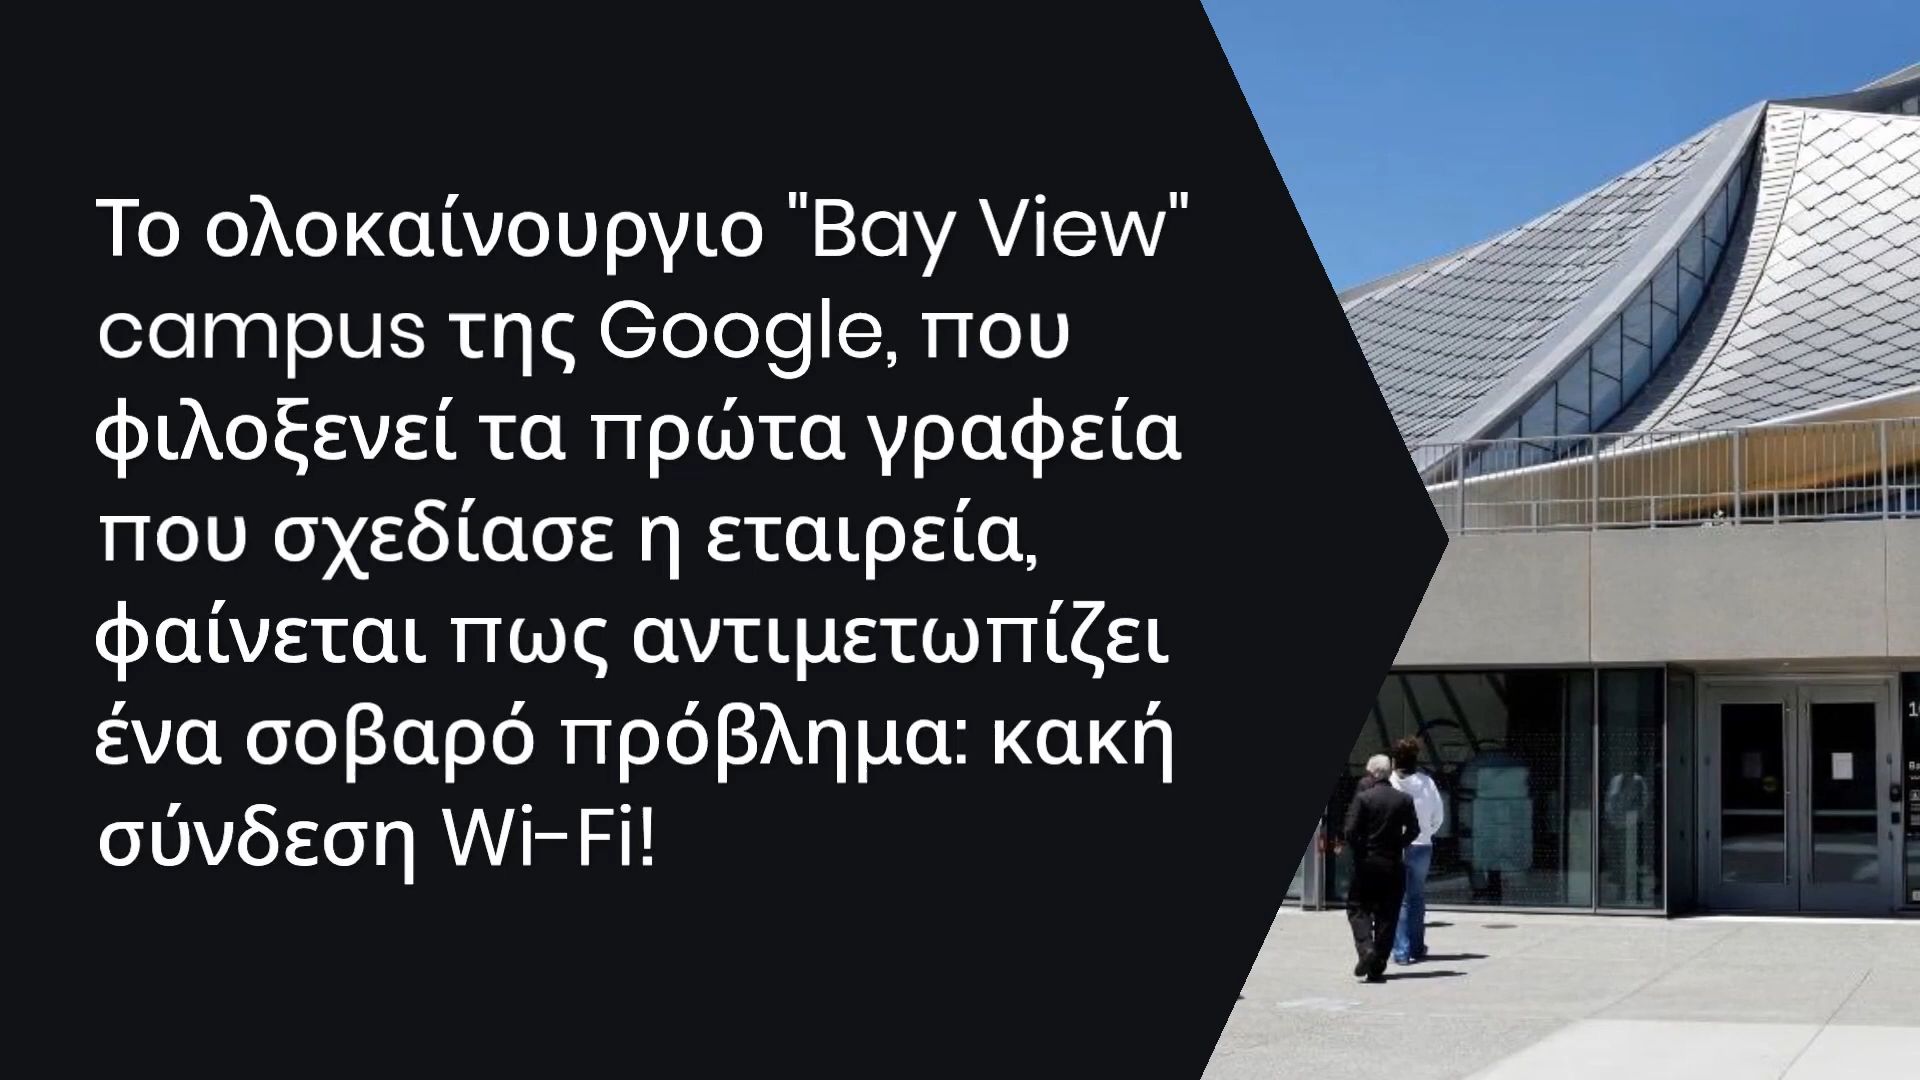 Το ολοκαίνουργιο "Bay View"
campus της Google, που
φιλοξενεί τα πρώτα γραφεία
που σχεδίασε η εταιρεία,
φαίνεται πως αντιμετωπίζει
ένα σοβαρό πρόβλημα: κακή
σύνδεση Wi-Fi!